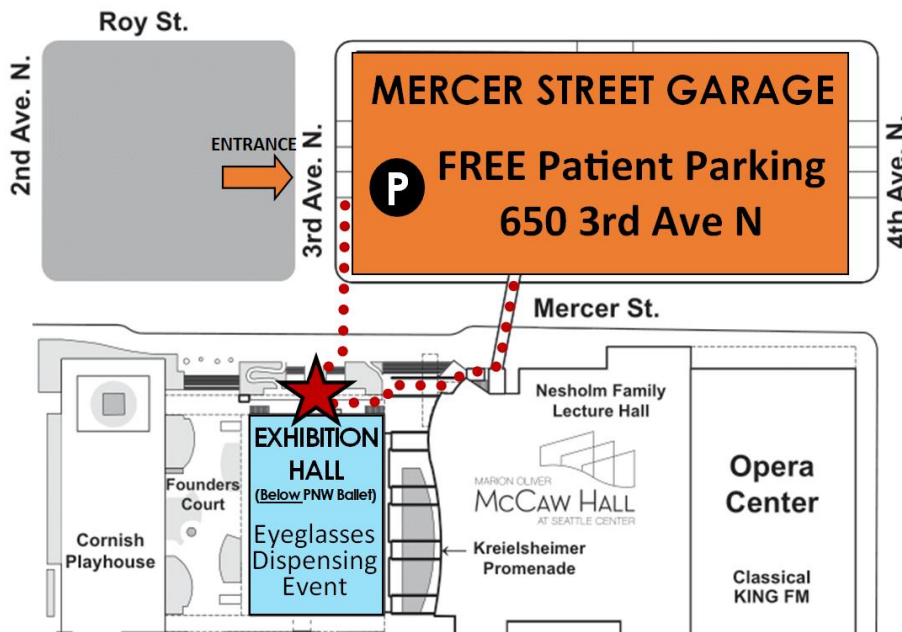 Roy St.
2nd Ave. N.
ENTRANCE
3rd Ave. N.
MERCER STREET GARAGE
P
FREE Patient Parking
650 3rd Ave N
4th Ave. N.
Mercer St.
EXHIBITION
HALL
(Below PNW Ballet)
Eyeglasses
Dispensing
Event
Founders
Court
Cornish
Playhouse
Nesholm Family
Lecture Hall
MARION OLIVER
McCAW HALL
AT SEATTLE CENTER
Kreielsheimer
Promenade
Opera
Center
Classical
KING FM